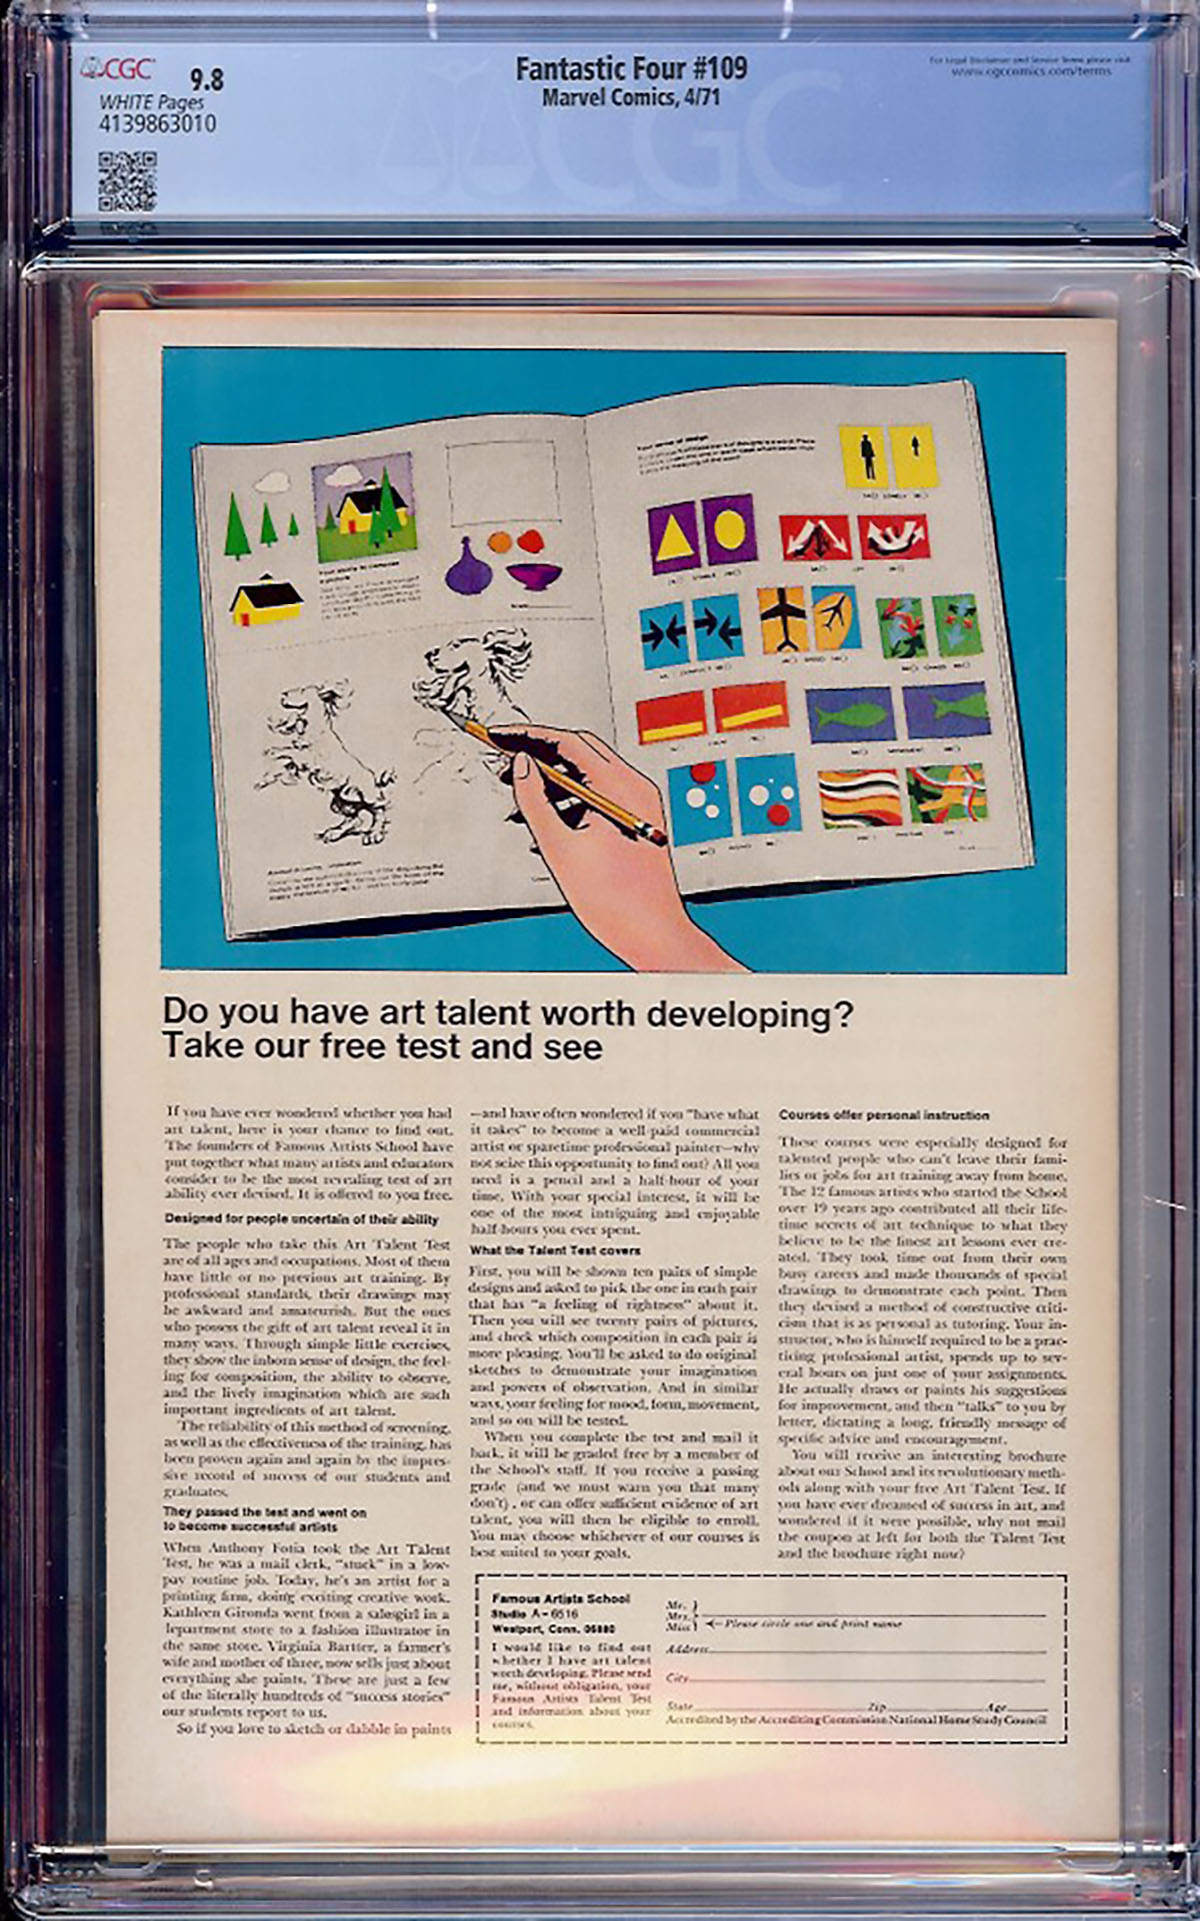 CGC
9.8
WHITE Pages
4139863010
Fantastic Four #109
Marvel Comics, 4/71
For Legal Disclaimer and Service Terms please visit
www.cgccomics.com/terms
CGC
Your sense of design
Do you have art talent worth developing?
Take our free test and see
If you have ever wondered whether you had
art talent, here is your chance to find out.
The founders of Famous Artists School have
put together what many artists and educators
consider to be the most revealing test of art
ability ever devised. It is offered to you free.
Designed for people uncertain of their ability
The people who take this Art Talent Test
are of all ages and occupations. Most of them
have little or no previous art training. By
professional standards, their drawings may
be awkward and amateurish. But the ones
who possess the gift of art talent reveal it in
many ways. Through simple little exercises,
they show the inborn sense of design, the feel-
ing for composition, the ability to observe,
and the lively imagination which are such
important ingredients of art talent.
The reliability of this method of screening,
as well as the effectiveness of the training, has
been proven again and again by the impres-
sive record of success of our students and
graduates.
They passed the test and went on
to become successful artists
When Anthony Fotia took the Art Talent
Test, he was a mail clerk, "stuck" in a low-
pay routine job. Today, he's an artist for a
printing firm, doing exciting creative work.
Kathleen Gironda went from a salesgirl in a
department store to a fashion illustrator in
the same store. Virginia Bartter, a farmer's
wife and mother of three, now sells just about
everything she paints. These are just a few
of the literally hundreds of "success stories"
our students report to us.
So if you love to sketch or dabble in paints
—and have often wondered if you "have what
it takes" to become a well-paid commercial
artist or sparetime professional painter—why
not seize this opportunity to find out? All you
need is a pencil and a half-hour of your
time. With your special interest, it will be
one of the most intriguing and enjoyable
half-hours you ever spent.
What the Talent Test covers
First, you will be shown ten pairs of simple
designs and asked to pick the one in each pair
that has "a feeling of rightness" about it.
Then you will see twenty pairs of pictures,
and check which composition in each pair is
more pleasing. You'll be asked to do original
sketches to demonstrate your imagination
and powers of observation. And in similar
ways, your feeling for mood, form, movement,
and so on will be tested.
When you complete the test and mail it
back, it will be graded free by a member of
the School's staff. If you receive a passing
grade (and we must warn you that many
don't), or can offer sufficient evidence of art
talent, you will then be eligible to enroll.
You may choose whichever of our courses is
best suited to your goals.
Courses offer personal instruction
These courses were especially designed for
talented people who can't leave their fami-
lies or jobs for art training away from home.
The 12 famous artists who started the School
over 19 years ago contributed all their life-
time secrets of art technique to what they
believe to be the finest art lessons ever cre-
ated. They took time out from their own
busy careers and made thousands of special
drawings to demonstrate each point. Then
they devised a method of constructive criti-
cism that is as personal as tutoring. Your in-
structor, who is himself required to be a prac-
ticing professional artist, spends up to sev-
eral hours on just one of your assignments.
He actually draws or paints his suggestions
for improvement, and then "talks" to you by
letter, dictating a long, friendly message of
specific advice and encouragement.
You will receive an interesting brochure
about our School and its revolutionary meth-
ods along with your free Art Talent Test. If
you have ever dreamed of success in art, and
wondered if it were possible, why not mail
the coupon at left for both the Talent Test
and the brochure right now?
Famous Artists School
Studio A-6516
Westport, Conn. 06880
I would like to find out
whether I have art talent
worth developing. Please send
me, without obligation, your
Famous Artists Talent Test
and information about your
courses.
Mr.
Mrs.
Miss
Please circle one and print name
Address
City
State Zip Age
Accredited by the Accrediting Commission National Home Study Council